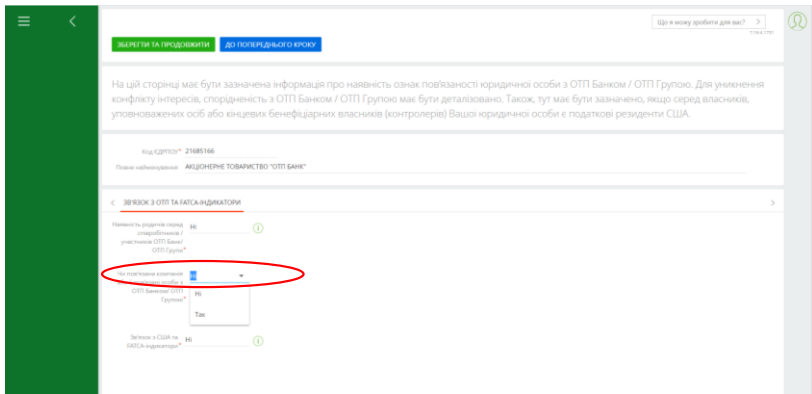 Що я можу зробити для вас?
ЗБЕРЕГТИ ТА ПРОДОВЖИТИ ДО ПОПЕРЕДНЬОГО КРОКУ
На цій сторінці має бути зазначена інформація про наявність ознак пов'язаності юридичної особи з ОТП Банком / ОТП Групою. Для уникнення
конфлікту інтересів, спорідненість з ОТП Банком / ОТП Групою має бути деталізовано. Також, тут має бути зазначено, якщо серед власників,
уповноважених осіб або кінцевих бенефіціарних власників (контролерів) Вашої юридичної особи є податкові резиденти США.
Код ЄДРПОУ* 21685166
Повне найменування АКЦІОНЕРНЕ ТОВАРИСТВО "ОТП БАНК"
ЗВ'ЯЗОК З ОТП ТА FATCA-ІНДИКАТОРИ
Наявність родичів серед Ні
співробітників /
учасників ОТП Банк/
ОТП Групи*
Чи пов'язана компанія Ні
особи з
ОТП Банком/ ОТП
Групою*
Ні
Так
Зв'язок з США та Ні
FATCA-індикатори*